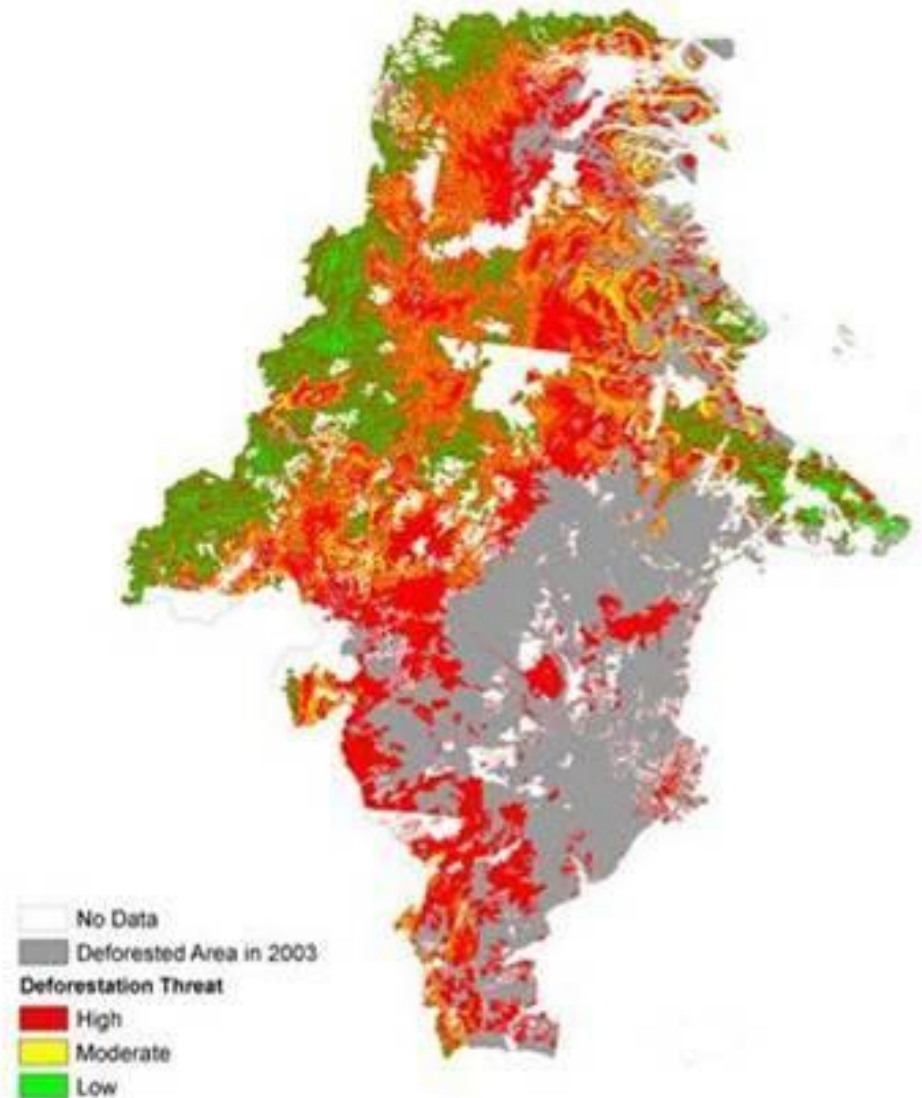 No Data
Deforested Area in 2003
Deforestation Threat
High
Moderate
Low